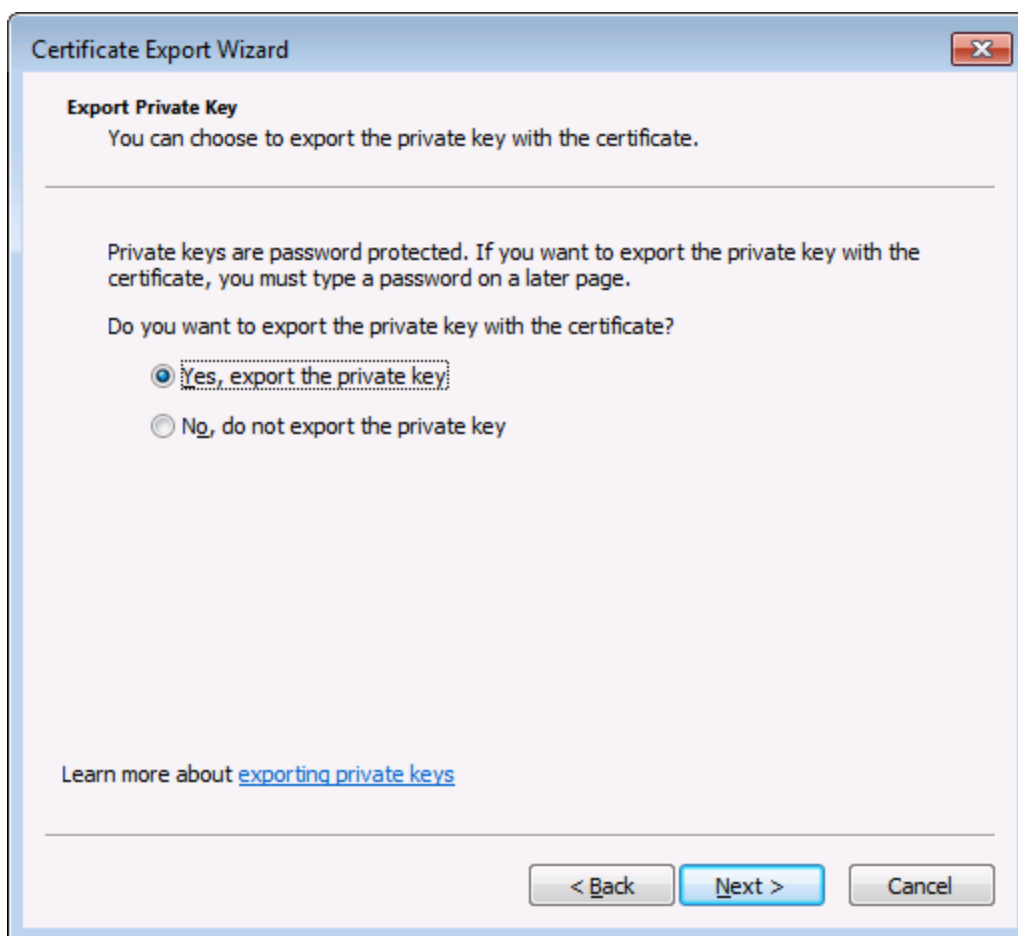 Certificate Export Wizard
Export Private Key
You can choose to export the private key with the certificate.
Private keys are password protected. If you want to export the private key with the
certificate, you must type a password on a later page.
Do you want to export the private key with the certificate?
Yes, export the private key
No, do not export the private key
Learn more about exporting private keys
< Back
Next >
Cancel